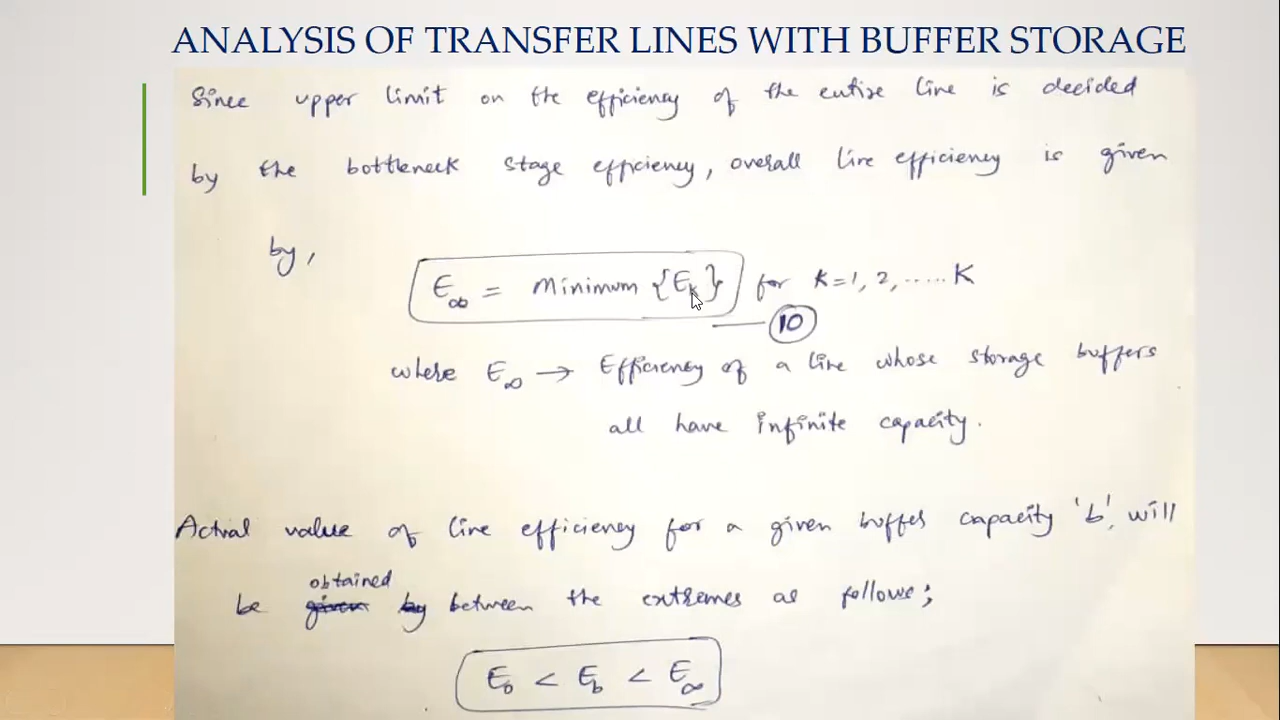 ANALYSIS OF TRANSFER LINES WITH BUFFER STORAGE
Since upper limit on the efficiency of the entire line is decided
by the bottleneck stage efficiency, overall line efficiency is given
by,
E∞ = Minimum {Ek} for k=1, 2, ..... K
10
where E∞ → Efficiency of a line whose storage buffers
all have infinite capacity.
Actual value of line efficiency for a given buffer capacity 'b', will
be given by obtained between the extremes as follows;
E0 < Eb < E∞